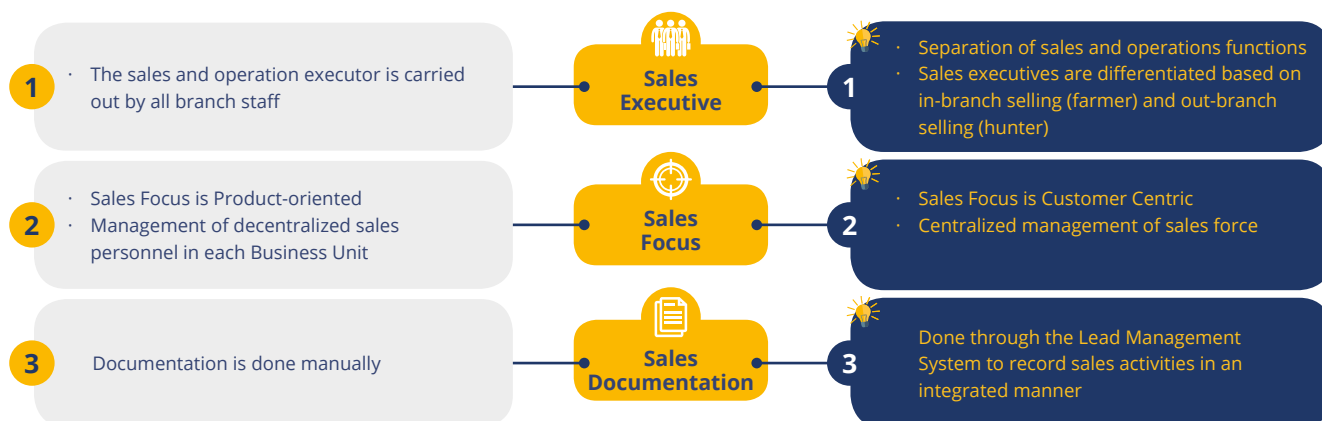 1
· The sales and operation executor is carried
out by all branch staff
Sales
Executive
1
· Separation of sales and operations functions
· Sales executives are differentiated based on
in-branch selling (farmer) and out-branch
selling (hunter)
2
· Sales Focus is Product-oriented
· Management of decentralized sales
personnel in each Business Unit
Sales
Focus
2
· Sales Focus is Customer Centric
· Centralized management of sales force
3
Documentation is done manually
Sales
Documentation
3
Done through the Lead Management
System to record sales activities in an
integrated manner